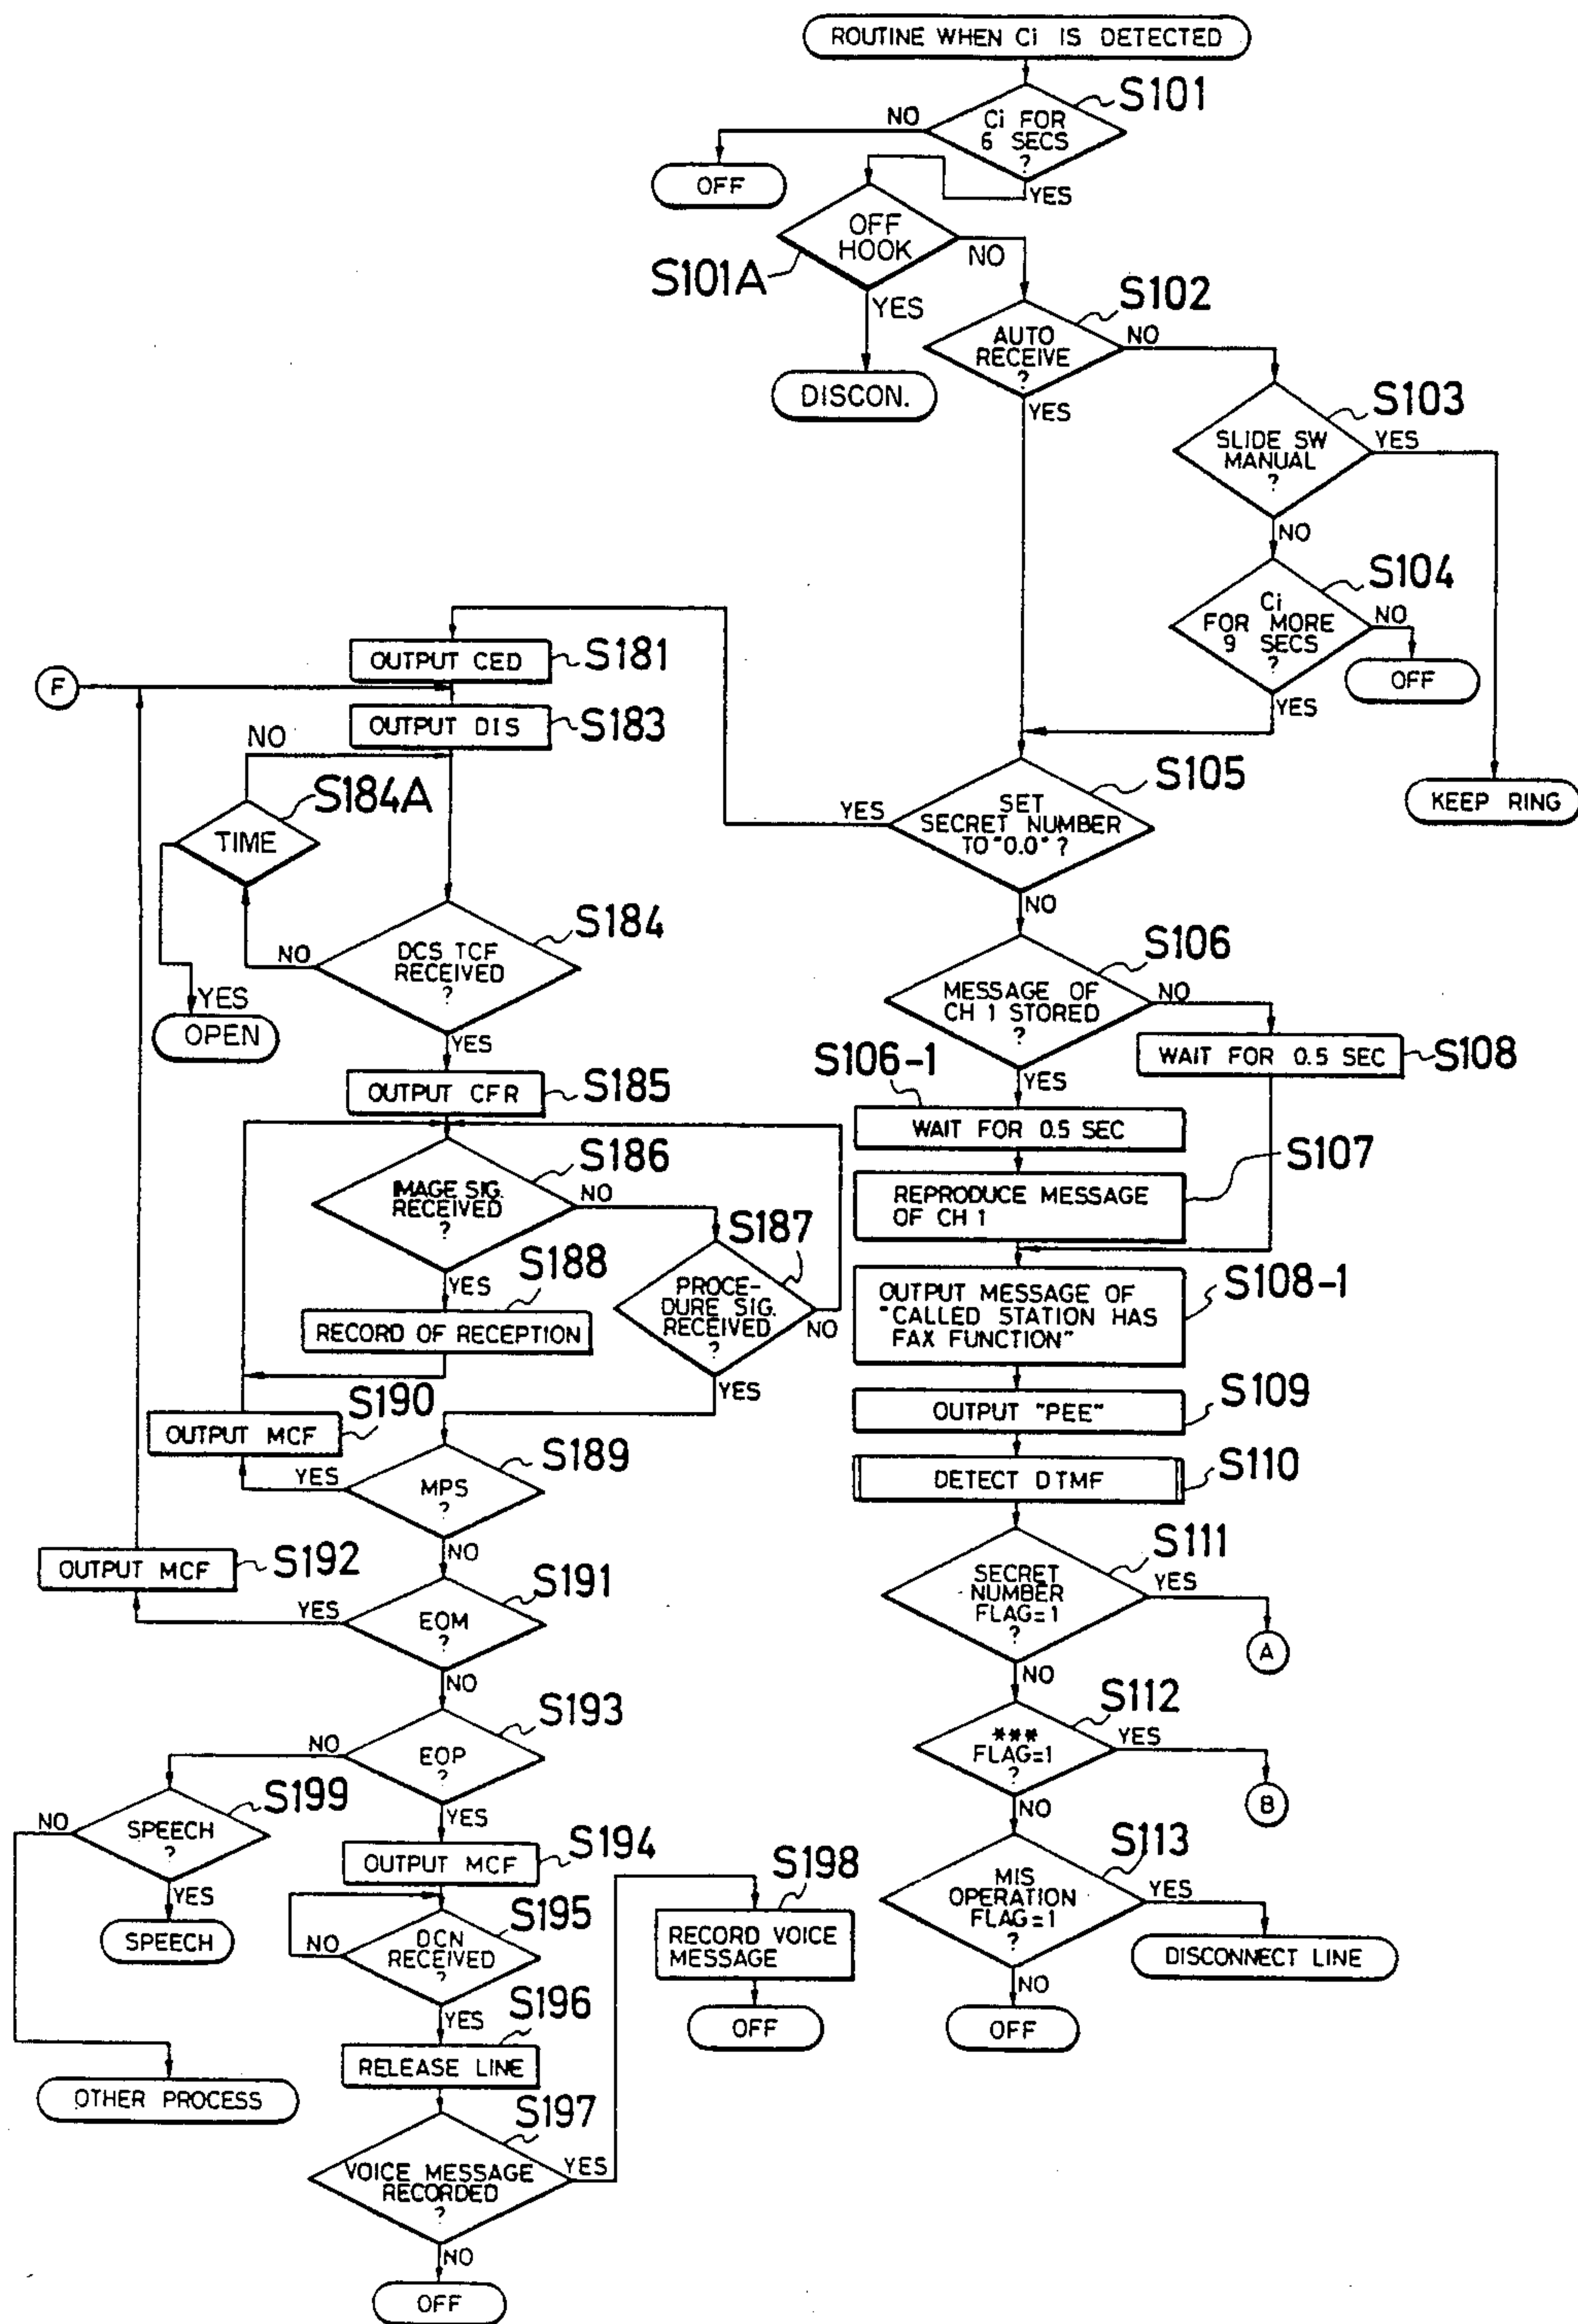 ROUTINE WHEN Ci IS DETECTED
S101
Ci FOR
6 SECS
?
NO
YES
OFF
OFF
HOOK
S101A
NO
YES
DISCON.
S102
AUTO
RECEIVE
?
NO
YES
S103
SLIDE SW
MANUAL
?
YES
NO
S104
Ci
FOR MORE
9 SECS
?
NO
OFF
YES
KEEP RING
S105
SET
SECRET NUMBER
TO "0.0" ?
YES
NO
S106
MESSAGE OF
CH 1 STORED
?
NO
YES
WAIT FOR 0.5 SEC
S108
S106-1
WAIT FOR 0.5 SEC
S107
REPRODUCE MESSAGE
OF CH 1
S108-1
OUTPUT MESSAGE OF
"CALLED STATION HAS
FAX FUNCTION"
S109
OUTPUT "PEE"
S110
DETECT DTMF
S111
SECRET
NUMBER
FLAG=1
?
YES
A
NO
S112
***
FLAG=1
?
YES
B
NO
S113
MIS
OPERATION
FLAG=1
?
YES
DISCONNECT LINE
NO
OFF
F
OUTPUT CED
S181
OUTPUT DIS
S183
NO
S184A
TIME
YES
OPEN
S184
DCS TCF
RECEIVED
?
NO
YES
OUTPUT CFR
S185
S186
IMAGE SIG.
RECEIVED
?
NO
YES
S187
PROCE-
DURE SIG.
RECEIVED
?
NO
YES
S188
RECORD OF RECEPTION
S190
OUTPUT MCF
S189
MPS
?
YES
NO
S192
OUTPUT MCF
S191
EOM
?
YES
NO
S193
EOP
?
NO
YES
S199
SPEECH
?
NO
YES
SPEECH
OTHER PROCESS
S194
OUTPUT MCF
S195
DCN
RECEIVED
?
NO
YES
S196
RELEASE LINE
S197
VOICE MESSAGE
RECORDED
?
YES
NO
OFF
S198
RECORD VOICE
MESSAGE
OFF